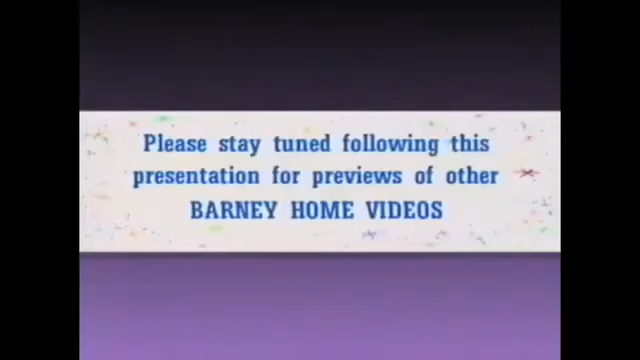 Please stay tuned following this
presentation for previews of other
BARNEY HOME VIDEOS